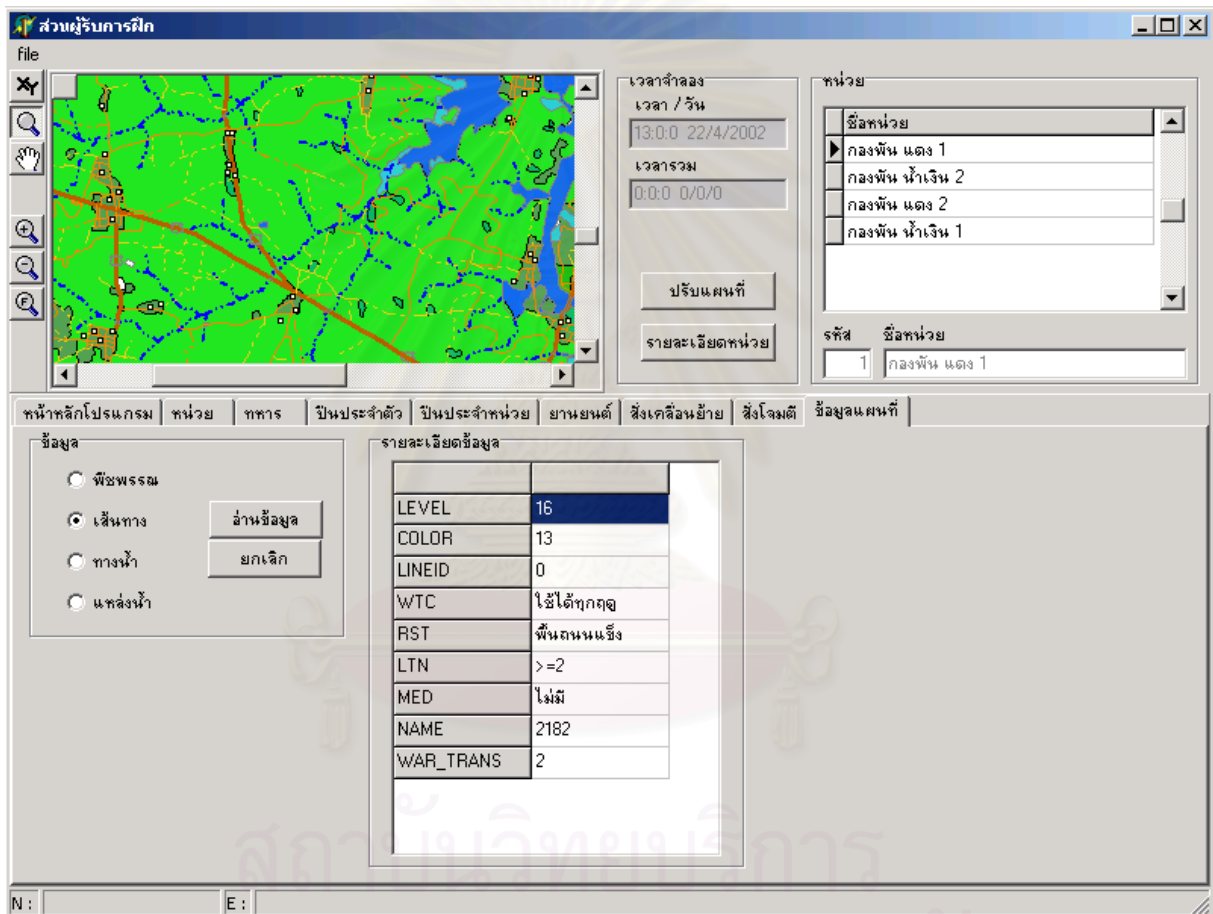 ส่วนผู้รับการฝึก
file
เวลาจำลอง
เวลา / วัน
13:0:0 22/4/2002
เวลารวม
0:0:0 0/0/0
ปรับแผนที่
รายละเอียดหน่วย
หน่วย
ชื่อหน่วย
กองพัน แดง 1
กองพัน น้ำเงิน 2
กองพัน แดง 2
กองพัน น้ำเงิน 1
รหัส ชื่อหน่วย
1 กองพัน แดง 1
หน้าหลักโปรแกรม หน่วย ทหาร ปืนประจำตัว ปืนประจำหน่วย ยานยนต์ สั่งเคลื่อนย้าย สั่งโจมตี ข้อมูลแผนที่
ข้อมูล
พืชพรรณ
เส้นทาง
ทางน้ำ
แหล่งน้ำ
อ่านข้อมูล
ยกเลิก
รายละเอียดข้อมูล
LEVEL 16
COLOR 13
LINEID 0
WTC ใช้ได้ทุกฤดู
RST พื้นถนนแข็ง
LTN >=2
MED ไม่มี
NAME 2182
WAR_TRANS 2
สถาบันวิทยบริการ
N : E :